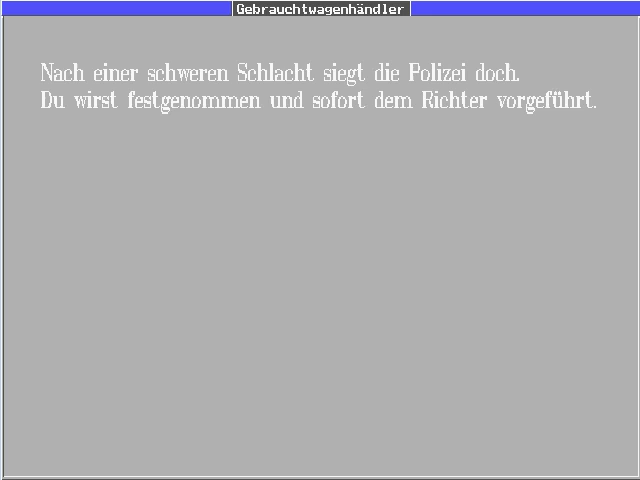 Gebrauchtwagenhändler
Nach einer schweren Schlacht siegt die Polizei doch.
Du wirst festgenommen und sofort dem Richter vorgeführt.